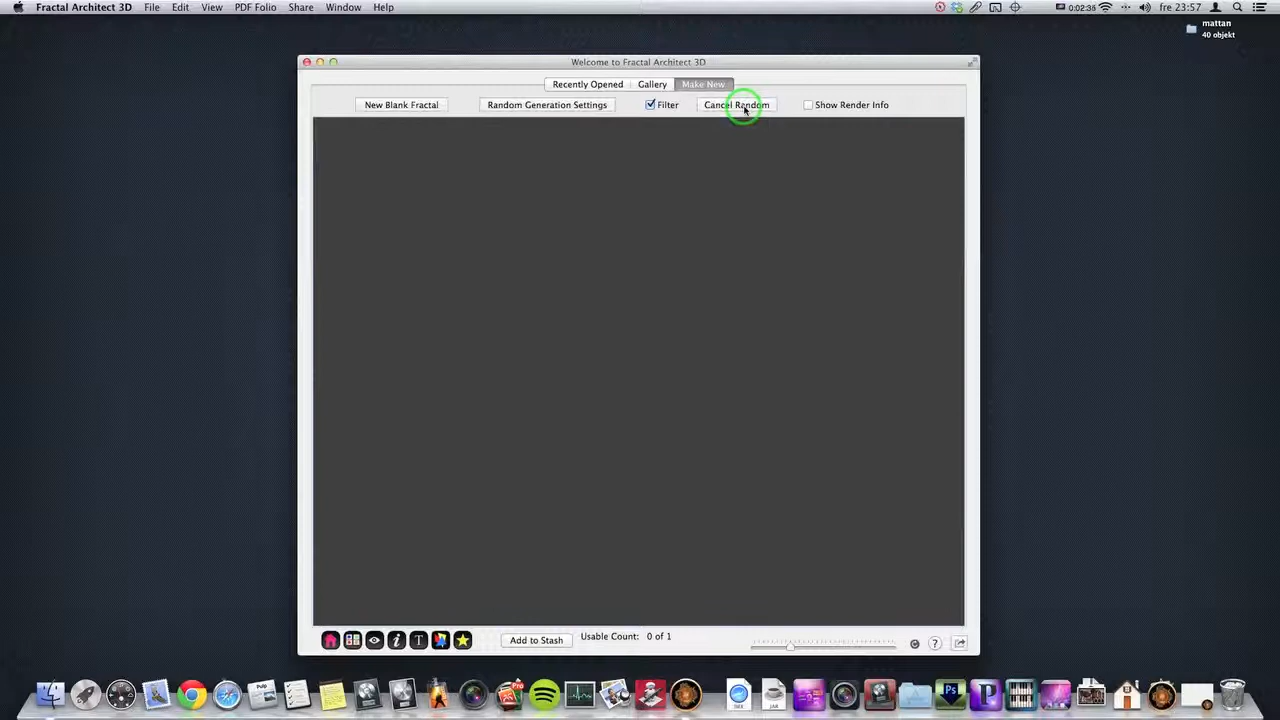 Fractal Architect 3D File Edit View PDF Folio Share Window Help 0:02:35 fre 23:57
mattan
40 objekt
Welcome to Fractal Architect 3D
Recently Opened Gallery Make New
New Blank Fractal Random Generation Settings Filter Cancel Random Show Render Info
Add to Stash Usable Count: 0 of 1